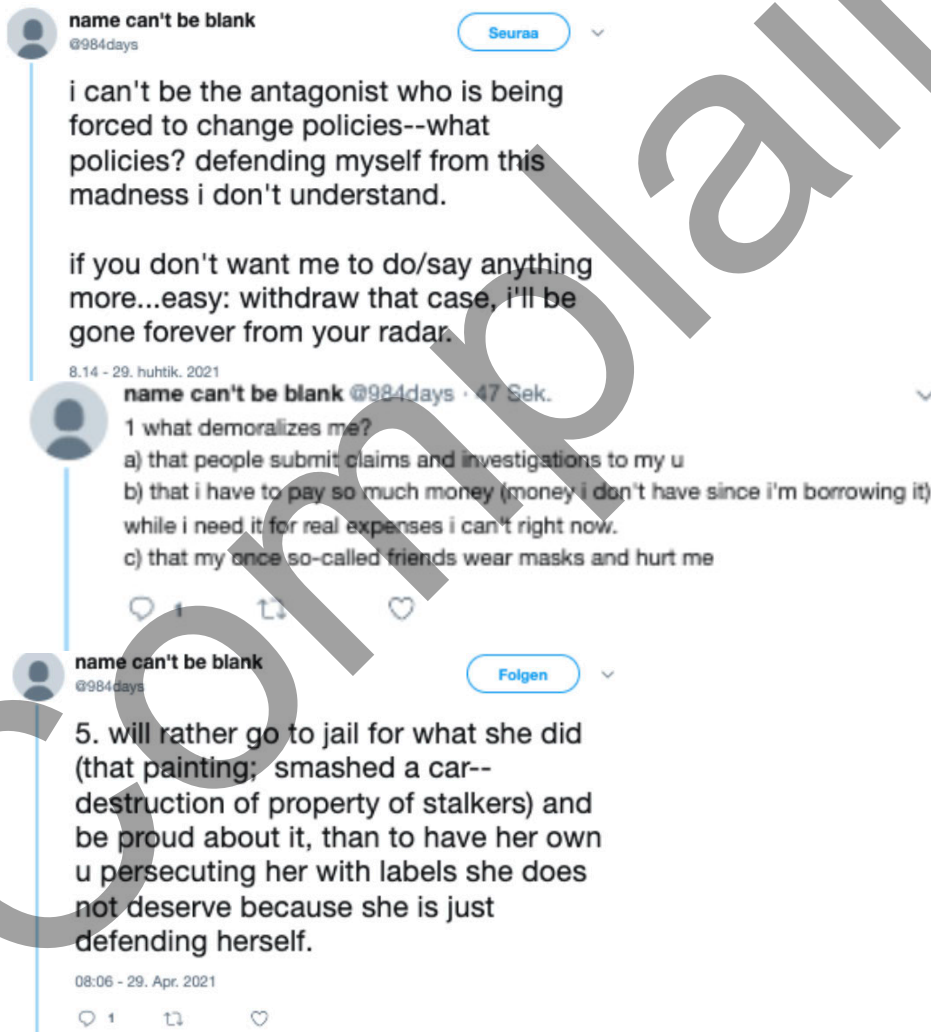 name can't be blank
@984days
Seuraa
i can't be the antagonist who is being
forced to change policies--what
policies? defending myself from this
madness i don't understand.
if you don't want me to do/say anything
more...easy: withdraw that case, i'll be
gone forever from your radar.
8.14 - 29. huhtik. 2021
name can't be blank @984days · 47 Sek.
1 what demoralizes me?
a) that people submit claims and investigations to my u
b) that i have to pay so much money (money i don't have since i'm borrowing it)
while i need it for real expenses i can't right now.
c) that my once so-called friends wear masks and hurt me
1
name can't be blank
@984days
Folgen
5. will rather go to jail for what she did
(that painting; smashed a car--
destruction of property of stalkers) and
be proud about it, than to have her own
u persecuting her with labels she does
not deserve because she is just
defending herself.
08:06 - 29. Apr. 2021
1